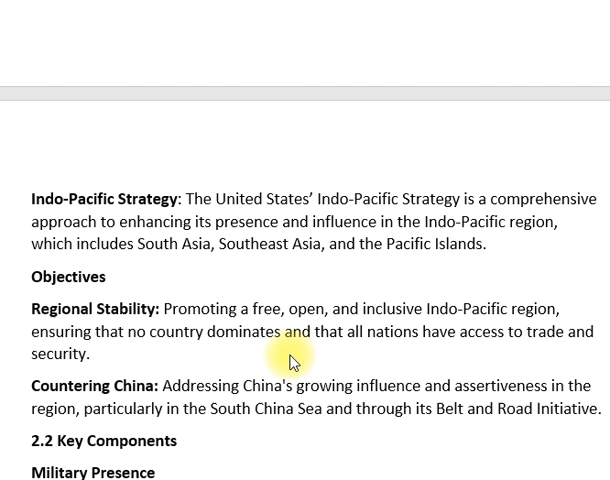 Indo-Pacific Strategy: The United States’ Indo-Pacific Strategy is a comprehensive
approach to enhancing its presence and influence in the Indo-Pacific region,
which includes South Asia, Southeast Asia, and the Pacific Islands.
Objectives
Regional Stability: Promoting a free, open, and inclusive Indo-Pacific region,
ensuring that no country dominates and that all nations have access to trade and
security.
Countering China: Addressing China's growing influence and assertiveness in the
region, particularly in the South China Sea and through its Belt and Road Initiative.
2.2 Key Components
Military Presence